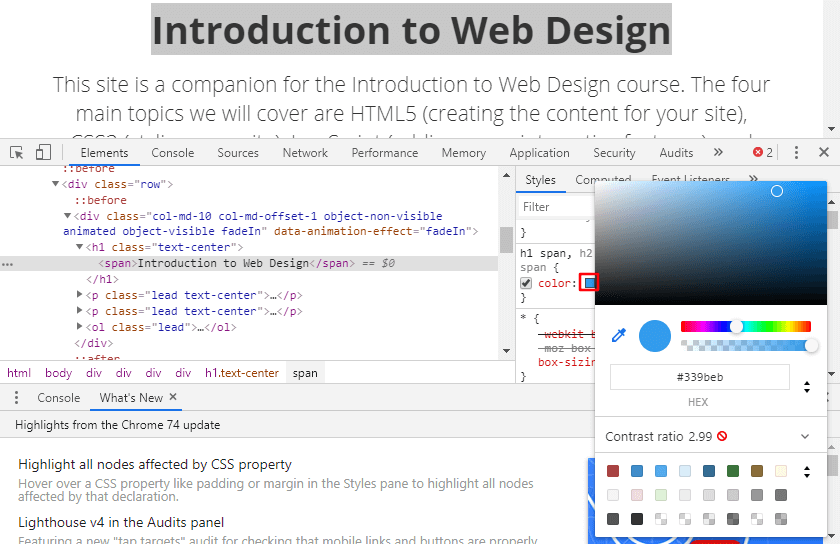 Introduction to Web Design
This site is a companion for the Introduction to Web Design course. The four
main topics we will cover are HTML5 (creating the content for your site),
Elements Console Sources Network Performance Memory Application Security Audits » 2
::before
▼<div class="row">
::before
▼<div class="col-md-10 col-md-offset-1 object-non-visible
animated object-visible fadeIn" data-animation-effect="fadeIn">
▼<h1 class="text-center">
... <span>Introduction to Web Design</span> == $0
</h1>
▶<p class="lead text-center">…</p>
▶<p class="lead text-center">…</p>
▶<ol class="lead">…</ol>
</div>
::after
html body div div div div h1.text-center span
Styles Computed Event Listeners »
Filter
}
h1 span, h2
span {
color:
}
* {
-webkit-b
-moz-box
box-sizin
}
#339beb
HEX
Contrast ratio 2.99
Console What's New ×
Highlights from the Chrome 74 update
Highlight all nodes affected by CSS property
Hover over a CSS property like padding or margin in the Styles pane to highlight all nodes
affected by that declaration.
Lighthouse v4 in the Audits panel
Featuring a new "tap targets" audit for checking that mobile links and buttons are properly